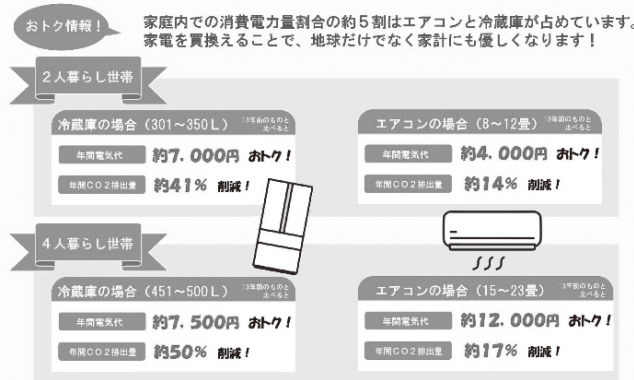 おトク情報！
家庭内での消費電力量割合の約５割はエアコンと冷蔵庫が占めています。
家電を買換えることで、地球だけでなく家計にも優しくなります！
２人暮らし世帯
冷蔵庫の場合（301～350Ｌ）
13年前のものと
比べると
年間電気代 約7,000円 おトク！
年間CO2排出量 約41% 削減！
エアコンの場合（8～12畳）
13年前のものと
比べると
年間電気代 約4,000円 おトク！
年間CO2排出量 約14% 削減！
４人暮らし世帯
冷蔵庫の場合（451～500Ｌ）
13年前のものと
比べると
年間電気代 約7,500円 おトク！
年間CO2排出量 約50% 削減！
エアコンの場合（15～23畳）
13年前のものと
比べると
年間電気代 約12,000円 おトク！
年間CO2排出量 約17% 削減！